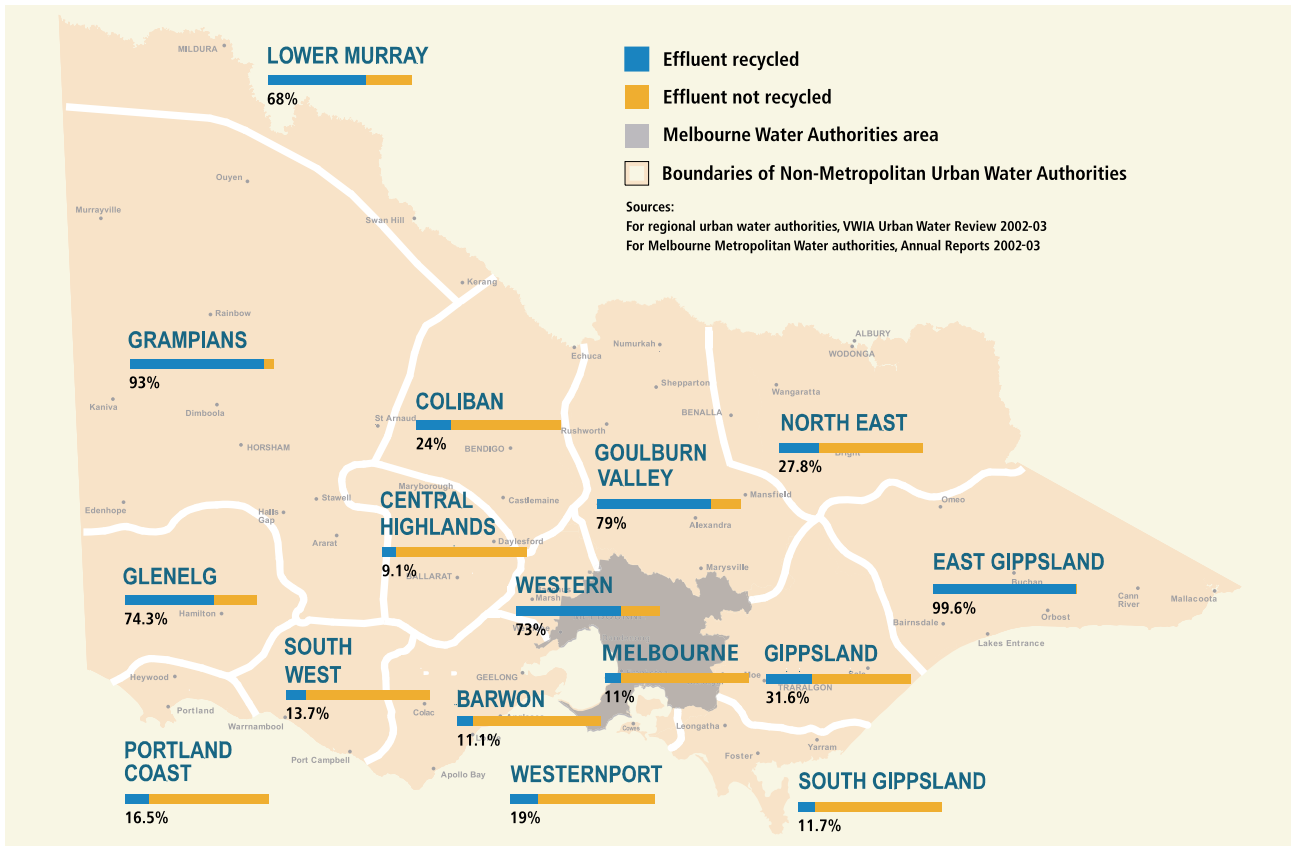 MILDURA
LOWER MURRAY
68%
Effluent recycled
Effluent not recycled
Melbourne Water Authorities area
Boundaries of Non-Metropolitan Urban Water Authorities
Sources:
For regional urban water authorities, VWIA Urban Water Review 2002-03
For Melbourne Metropolitan Water authorities, Annual Reports 2002-03
Ouyen
Murrayville
Swan Hill
Kerang
Rainbow
GRAMPIANS
93%
Kaniva
Dimboola
HORSHAM
Echuca
Numurkah
ALBURY
WODONGA
Shepparton
Wangaratta
BENALLA
St Arnaud
COLIBAN
24%
Rushworth
BENDIGO
NORTH EAST
Bright
27.8%
GOULBURN
VALLEY
79%
Mansfield
Alexandra
Omeo
Edenhope
Halls
Gap
Stawell
Ararat
Maryborough
CENTRAL
HIGHLANDS
9.1%
Castlemaine
Daylesford
BALLARAT
Marysville
GLENELG
74.3%
Hamilton
WESTERN
Marsh
73%
EAST GIPPSLAND
Buchan
99.6%
Cann
River
Mallacoota
Orbost
Bairnsdale
Lakes Entrance
SOUTH
WEST
13.7%
MELBOURNE
11%
GIPPSLAND
Moe
Sale
TRARALGON
31.6%
Heywood
Portland
Warrnambool
GEELONG
BARWON
11.1%
Colac
Cowes
Leongatha
Yarram
Foster
Port Campbell
Apollo Bay
PORTLAND
COAST
16.5%
WESTERNPORT
19%
SOUTH GIPPSLAND
11.7%